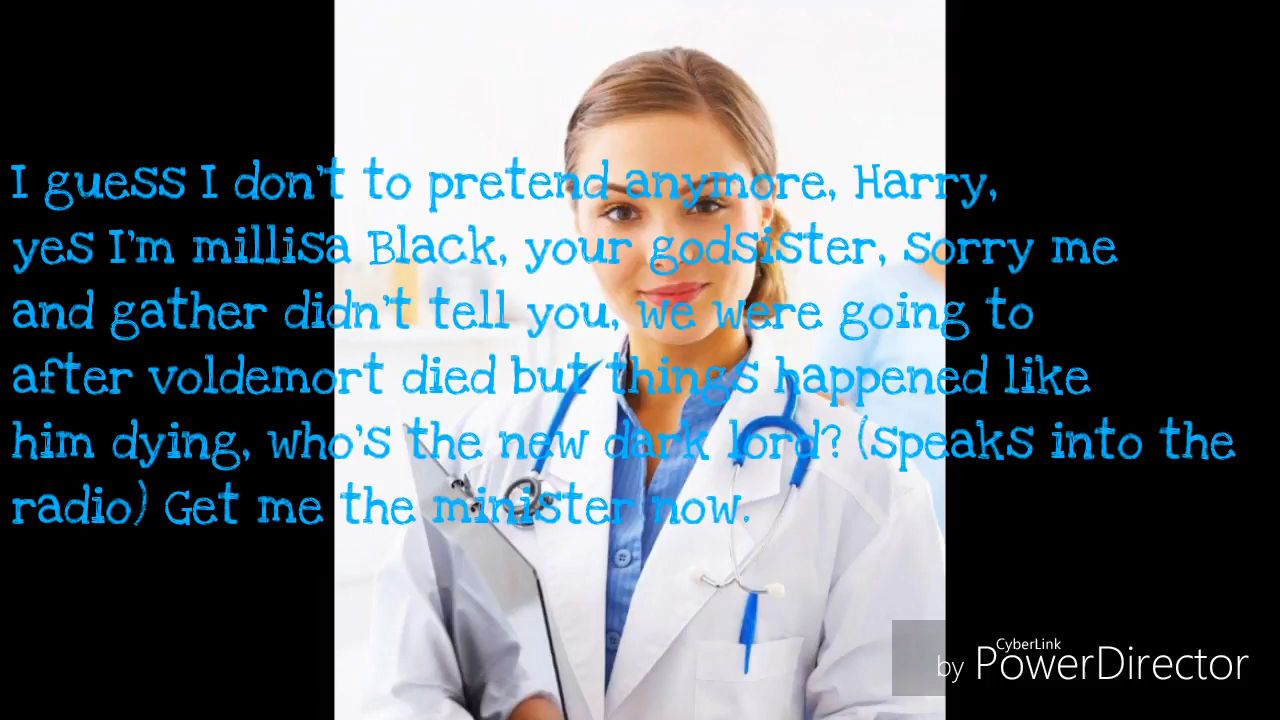 I guess I don't to pretend anymore, Harry,
yes I'm millisa Black, your godsister, sorry me
and gather didn't tell you, we were going to
after voldemort died but things happened like
him dying, who's the new dark lord? (speaks into the
radio) Get me the minister now.
CyberLink
by PowerDirector